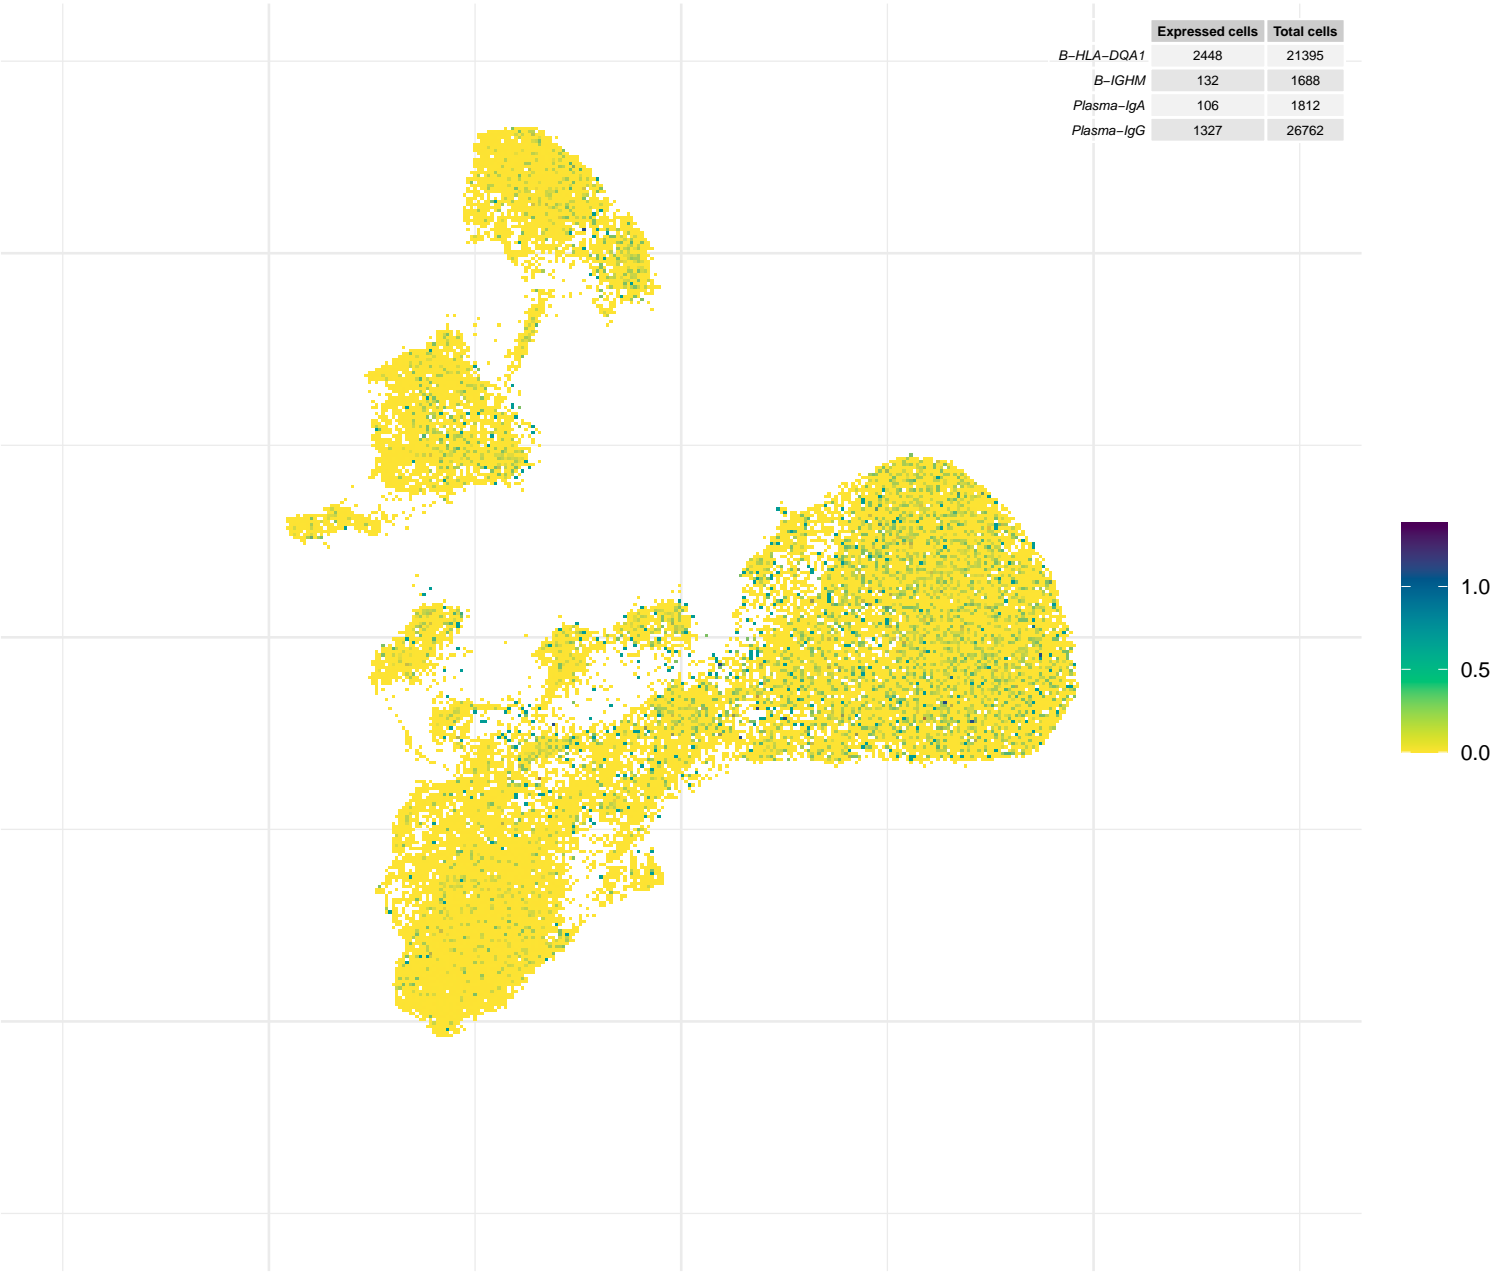 Expressed cells Total cells
B−HLA−DQA1 2448 21395
B−IGHM 132 1688
Plasma−IgA 106 1812
Plasma−IgG 1327 26762
1.0
0.5
0.0